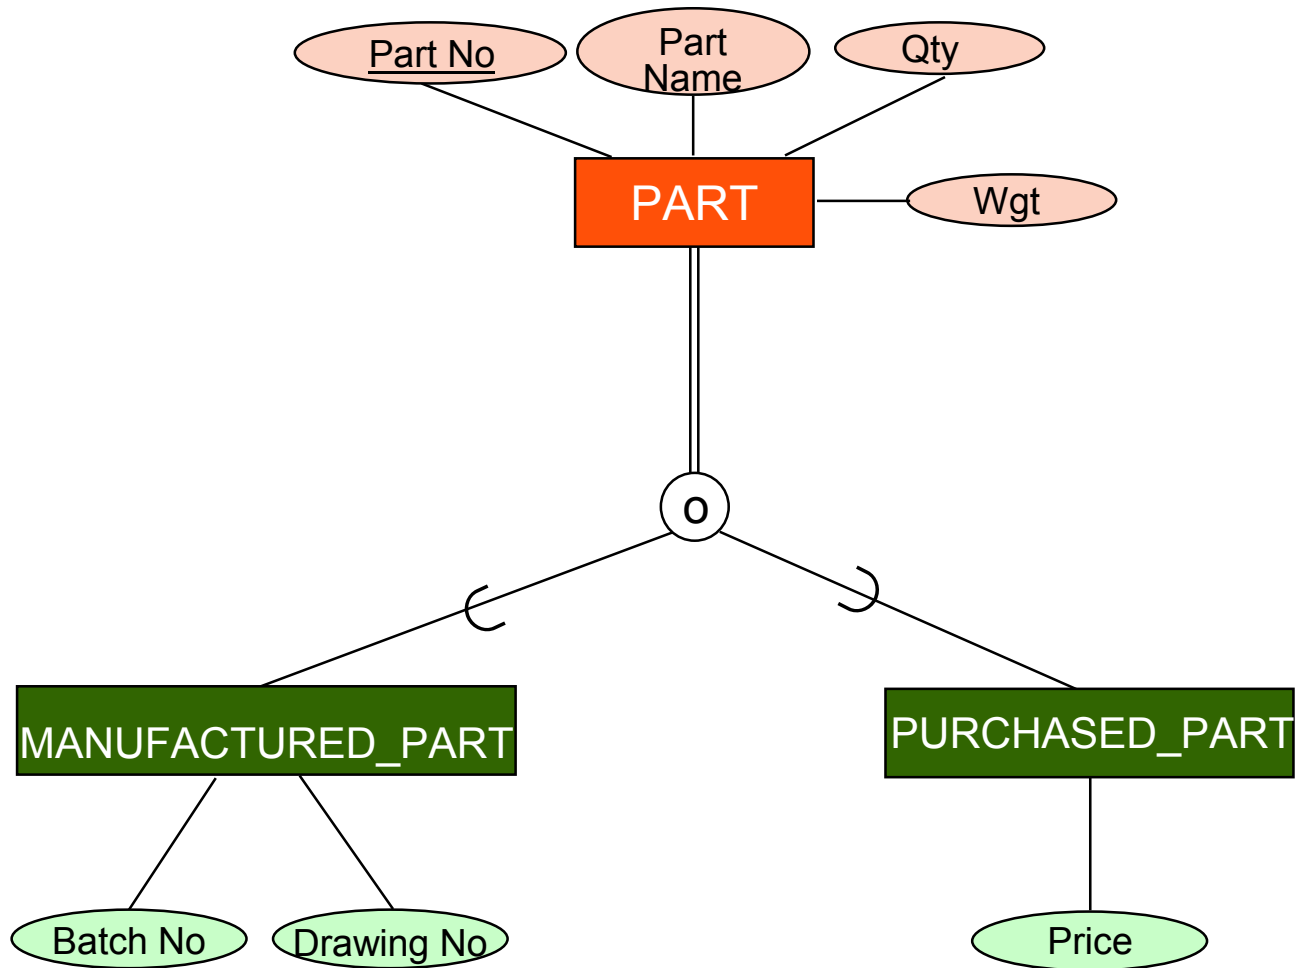 Part No
Part
Name
Qty
PART
Wgt
o
MANUFACTURED_PART
PURCHASED_PART
Batch No
Drawing No
Price